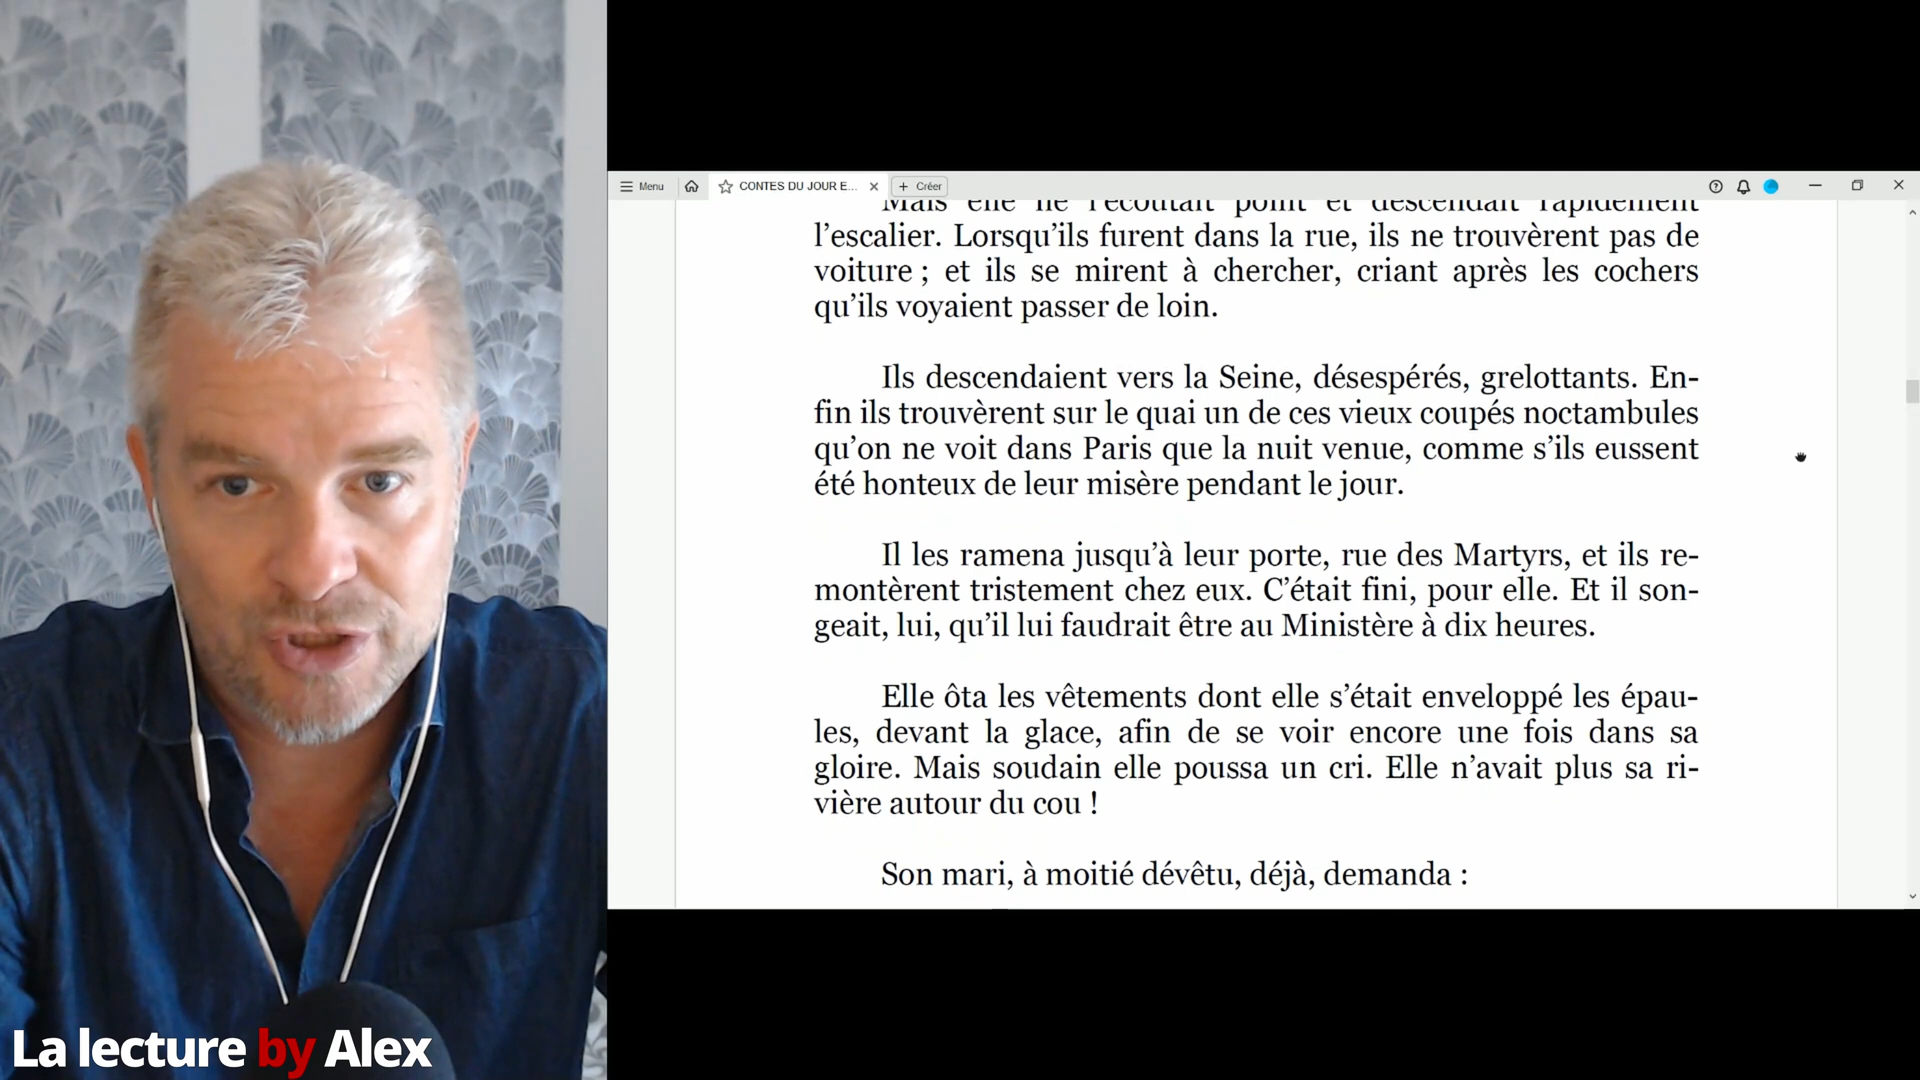 Menu
CONTES DU JOUR E...
Créer
Mais elle ne l'écoutait point et descendait rapidement
l'escalier. Lorsqu'ils furent dans la rue, ils ne trouvèrent pas de
voiture ; et ils se mirent à chercher, criant après les cochers
qu'ils voyaient passer de loin.
Ils descendaient vers la Seine, désespérés, grelottants. En-
fin ils trouvèrent sur le quai un de ces vieux coupés noctambules
qu'on ne voit dans Paris que la nuit venue, comme s'ils eussent
été honteux de leur misère pendant le jour.
Il les ramena jusqu'à leur porte, rue des Martyrs, et ils re-
montèrent tristement chez eux. C'était fini, pour elle. Et il son-
geait, lui, qu'il lui faudrait être au Ministère à dix heures.
Elle ôta les vêtements dont elle s'était enveloppé les épau-
les, devant la glace, afin de se voir encore une fois dans sa
gloire. Mais soudain elle poussa un cri. Elle n'avait plus sa ri-
vière autour du cou !
Son mari, à moitié dévêtu, déjà, demanda :
La lecture by Alex